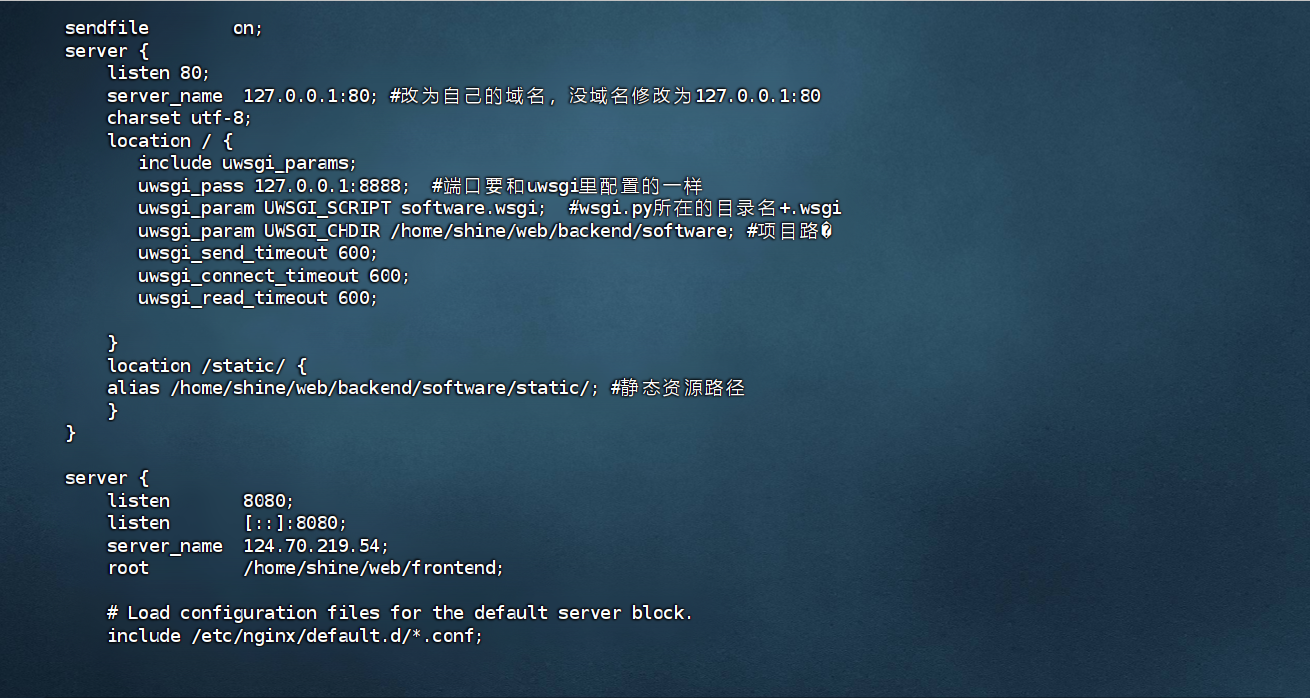 sendfile        on;
server {
    listen 80;
    server_name  127.0.0.1:80; #改为自己的域名，没域名修改为127.0.0.1:80
    charset utf-8;
    location / {
       include uwsgi_params;
       uwsgi_pass 127.0.0.1:8888;  #端口要和uwsgi里配置的一样
       uwsgi_param UWSGI_SCRIPT software.wsgi;  #wsgi.py所在的目录名+.wsgi
       uwsgi_param UWSGI_CHDIR /home/shine/web/backend/software; #项目路�
       uwsgi_send_timeout 600;
       uwsgi_connect_timeout 600;
       uwsgi_read_timeout 600;
    }
    location /static/ {
    alias /home/shine/web/backend/software/static/; #静态资源路径
    }
}
server {
    listen       8080;
    listen       [::]:8080;
    server_name  124.70.219.54;
    root         /home/shine/web/frontend;
    # Load configuration files for the default server block.
    include /etc/nginx/default.d/*.conf;